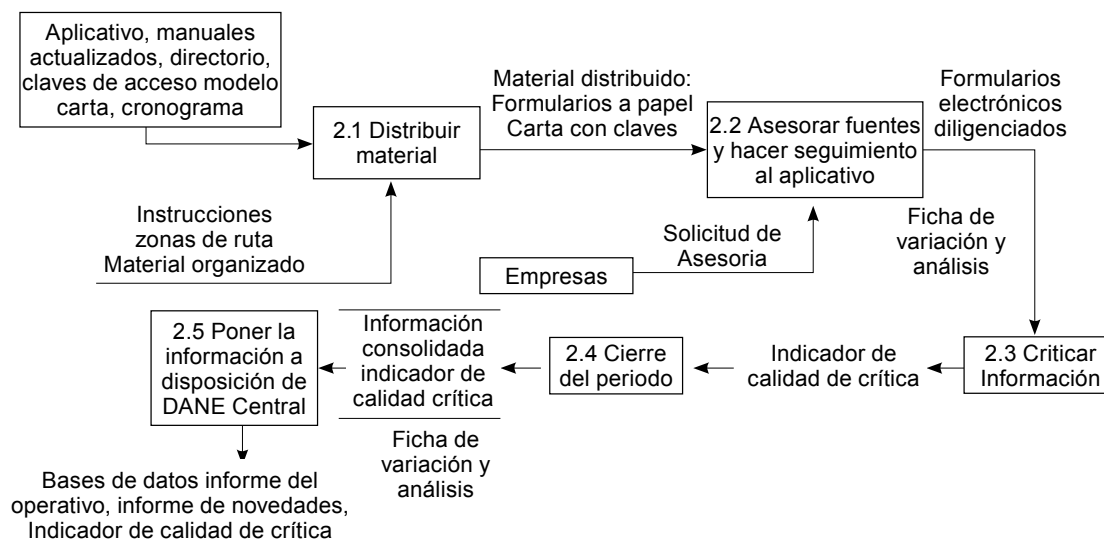 Aplicativo, manuales
actualizados, directorio,
claves de acceso modelo
carta, cronograma
2.1 Distribuir
material
Material distribuido:
Formularios a papel
Carta con claves
2.2 Asesorar fuentes
y hacer seguimiento
al aplicativo
Formularios
electrónicos
diligenciados
Instrucciones
zonas de ruta
Material organizado
Solicitud de
Asesoria
Empresas
Ficha de
variación y
análisis
2.5 Poner la
información a
disposición de
DANE Central
Información
consolidada
indicador de
calidad crítica
2.4 Cierre
del periodo
Indicador de
calidad de crítica
2.3 Criticar
Información
Ficha de
variación y
análisis
Bases de datos informe del
operativo, informe de novedades,
Indicador de calidad de crítica